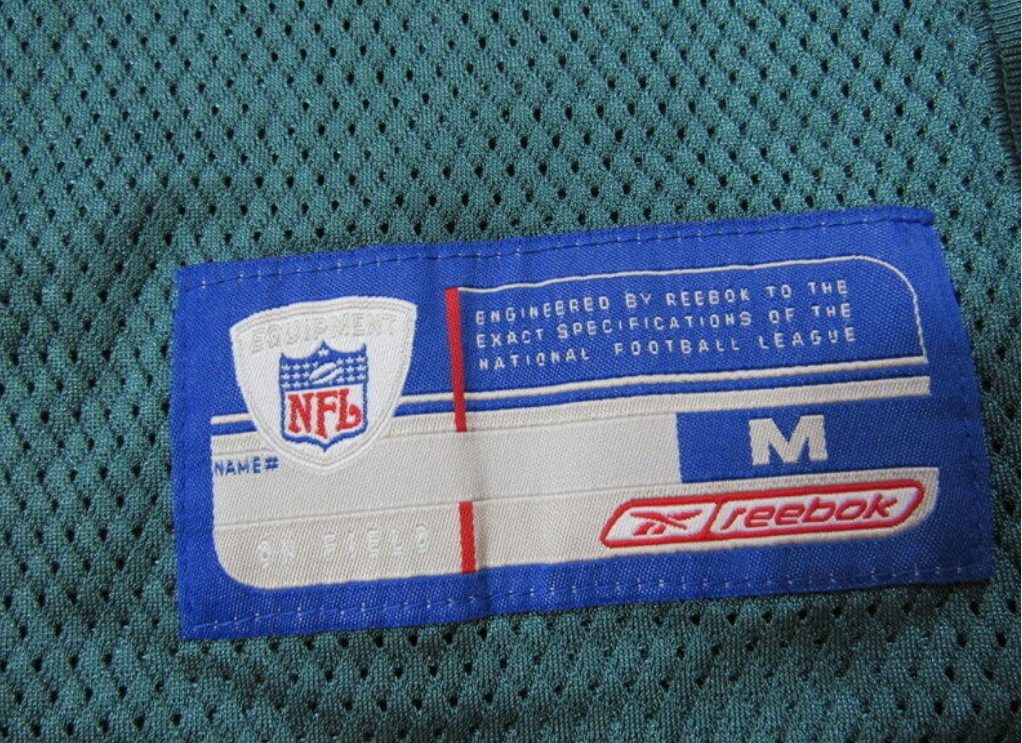 EQUIPMENT
NFL
ENGINEERED BY REEBOK TO THE
EXACT SPECIFICATIONS OF THE
NATIONAL FOOTBALL LEAGUE
NAME#
M
ON FIELD
Reebok